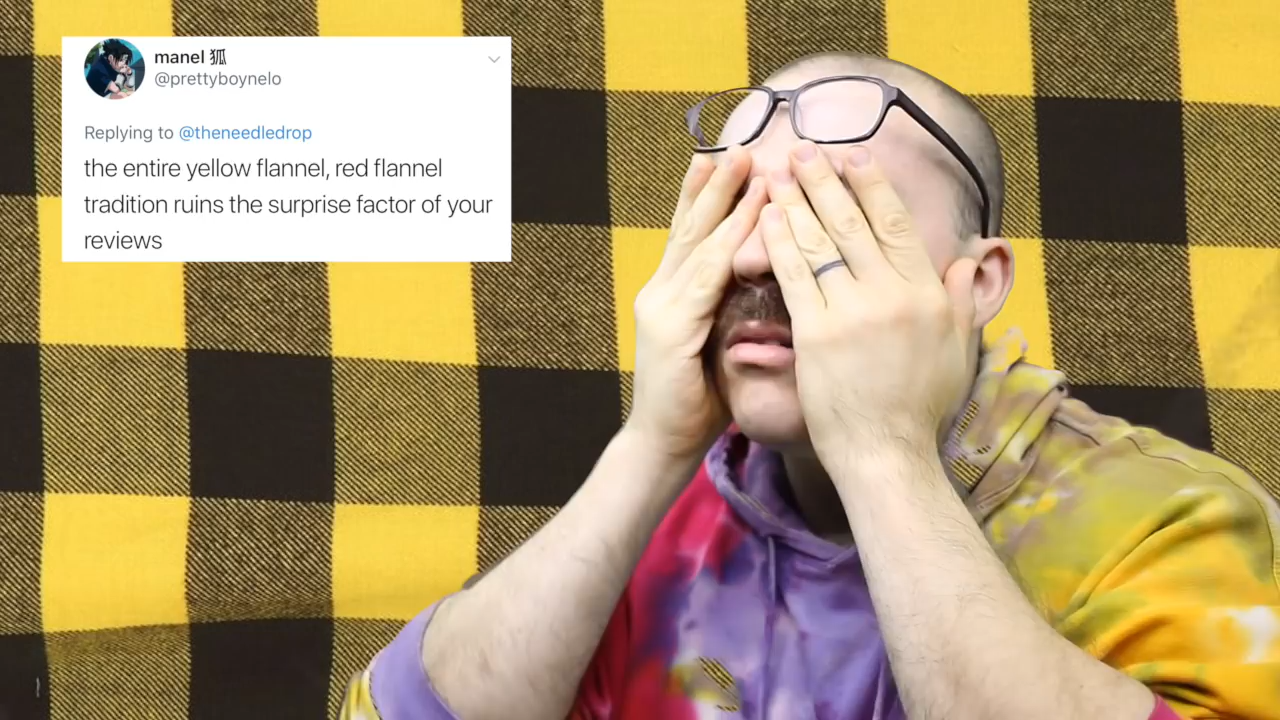 manel 狐
@prettyboynelo
Replying to @theneedledrop
the entire yellow flannel, red flannel
tradition ruins the surprise factor of your
reviews